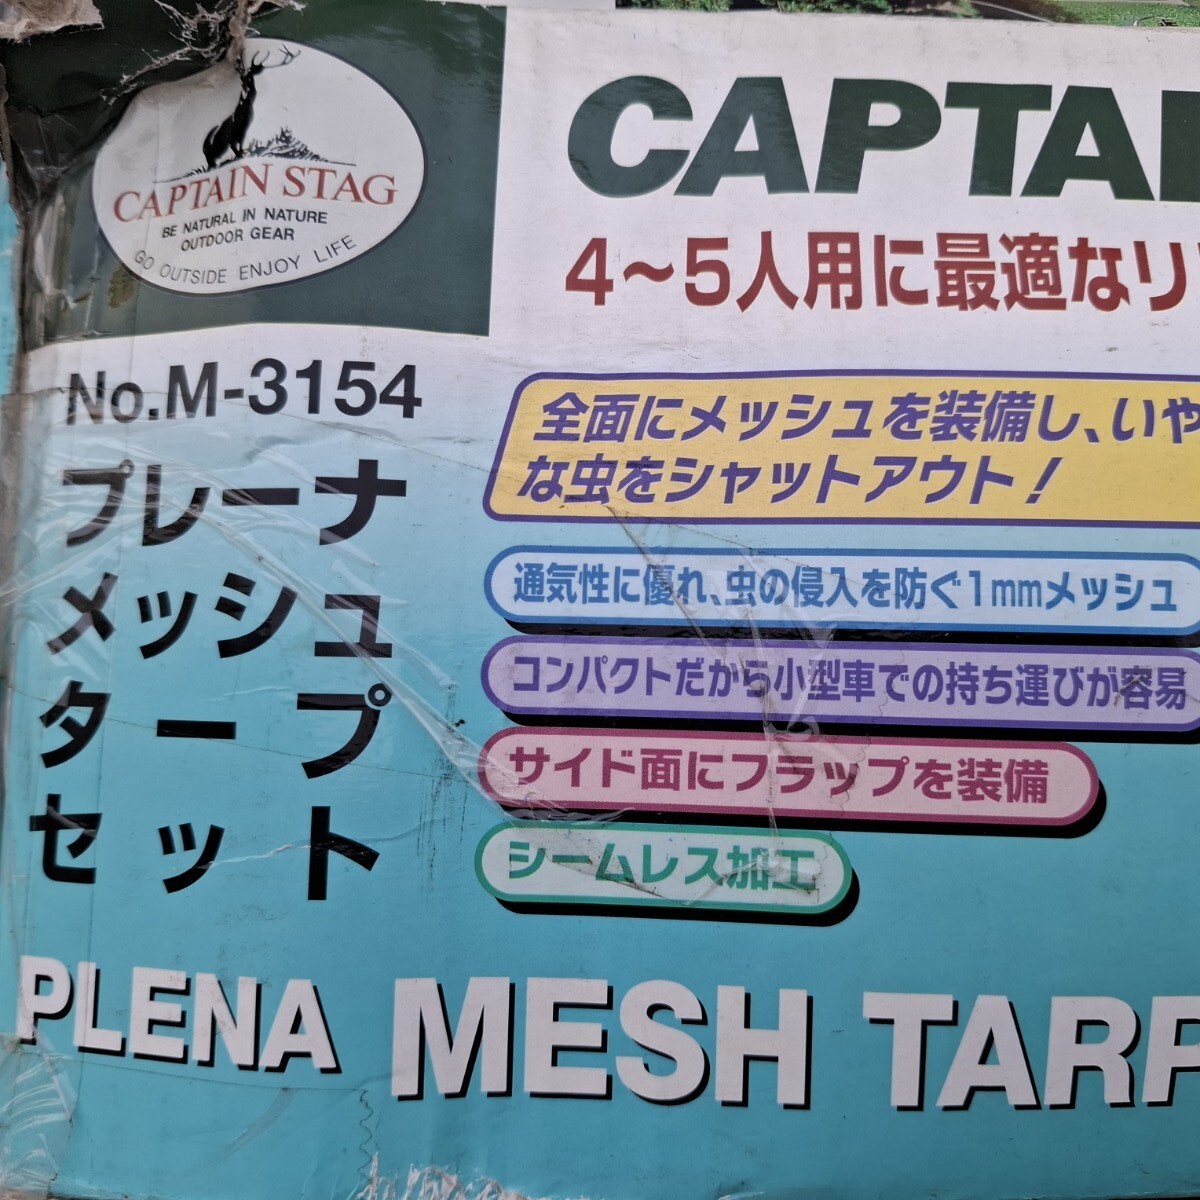 CAPTAIN STAG
BE NATURAL IN NATURE
OUTDOOR GEAR
GO OUTSIDE ENJOY LIFE
CAPTAI
4〜5人用に最適なリ
No.M-3154
プレーナ
メッシュ
タープ
セット
全面にメッシュを装備し、いや
な虫をシャットアウト!
通気性に優れ、虫の侵入を防ぐ1mmメッシュ
コンパクトだから小型車での持ち運びが容易
サイド面にフラップを装備
シームレス加工
PLENA MESH TARP